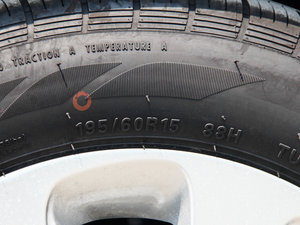 TRACTION A TEMPERATURE A
195/60R15 88H